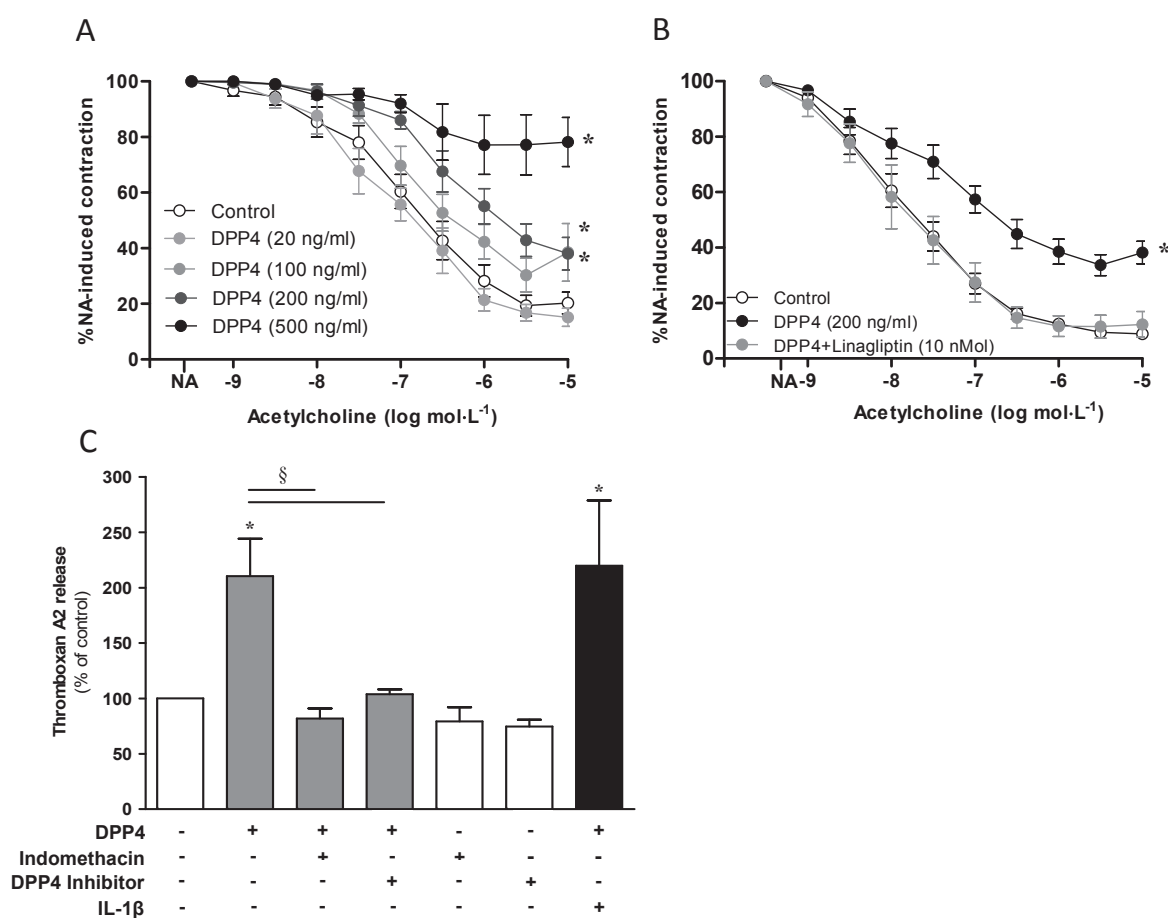 A
100
80
60
40
20
0
%NA-induced contraction
Control
DPP4 (20 ng/ml)
DPP4 (100 ng/ml)
DPP4 (200 ng/ml)
DPP4 (500 ng/ml)
*
*
*
NA -9 -8 -7 -6 -5
Acetylcholine (log mol·L-1)
B
100
80
60
40
20
0
%NA-induced contraction
Control
DPP4 (200 ng/ml)
DPP4+Linagliptin (10 nMol)
*
NA-9 -8 -7 -6 -5
Acetylcholine (log mol·L-1)
C
300
250
200
150
100
50
0
Thromboxan A2 release
(% of control)
§
*
*
DPP4 - + + + - - +
Indomethacin - - + - + - -
DPP4 Inhibitor - - - + - + -
IL-1β - - - - - - +